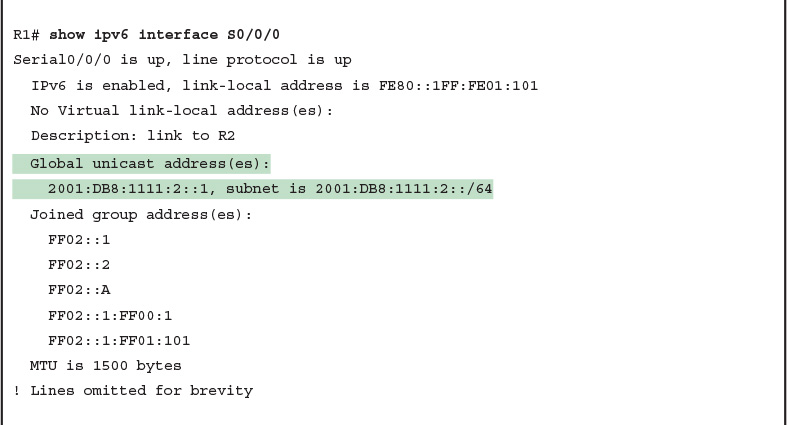 R1# show ipv6 interface S0/0/0
Serial0/0/0 is up, line protocol is up
IPv6 is enabled, link-local address is FE80::1FF:FE01:101
No Virtual link-local address(es):
Description: link to R2
Global unicast address(es):
2001:DB8:1111:2::1, subnet is 2001:DB8:1111:2::/64
Joined group address(es):
FF02::1
FF02::2
FF02::A
FF02::1:FF00:1
FF02::1:FF01:101
MTU is 1500 bytes
! Lines omitted for brevity